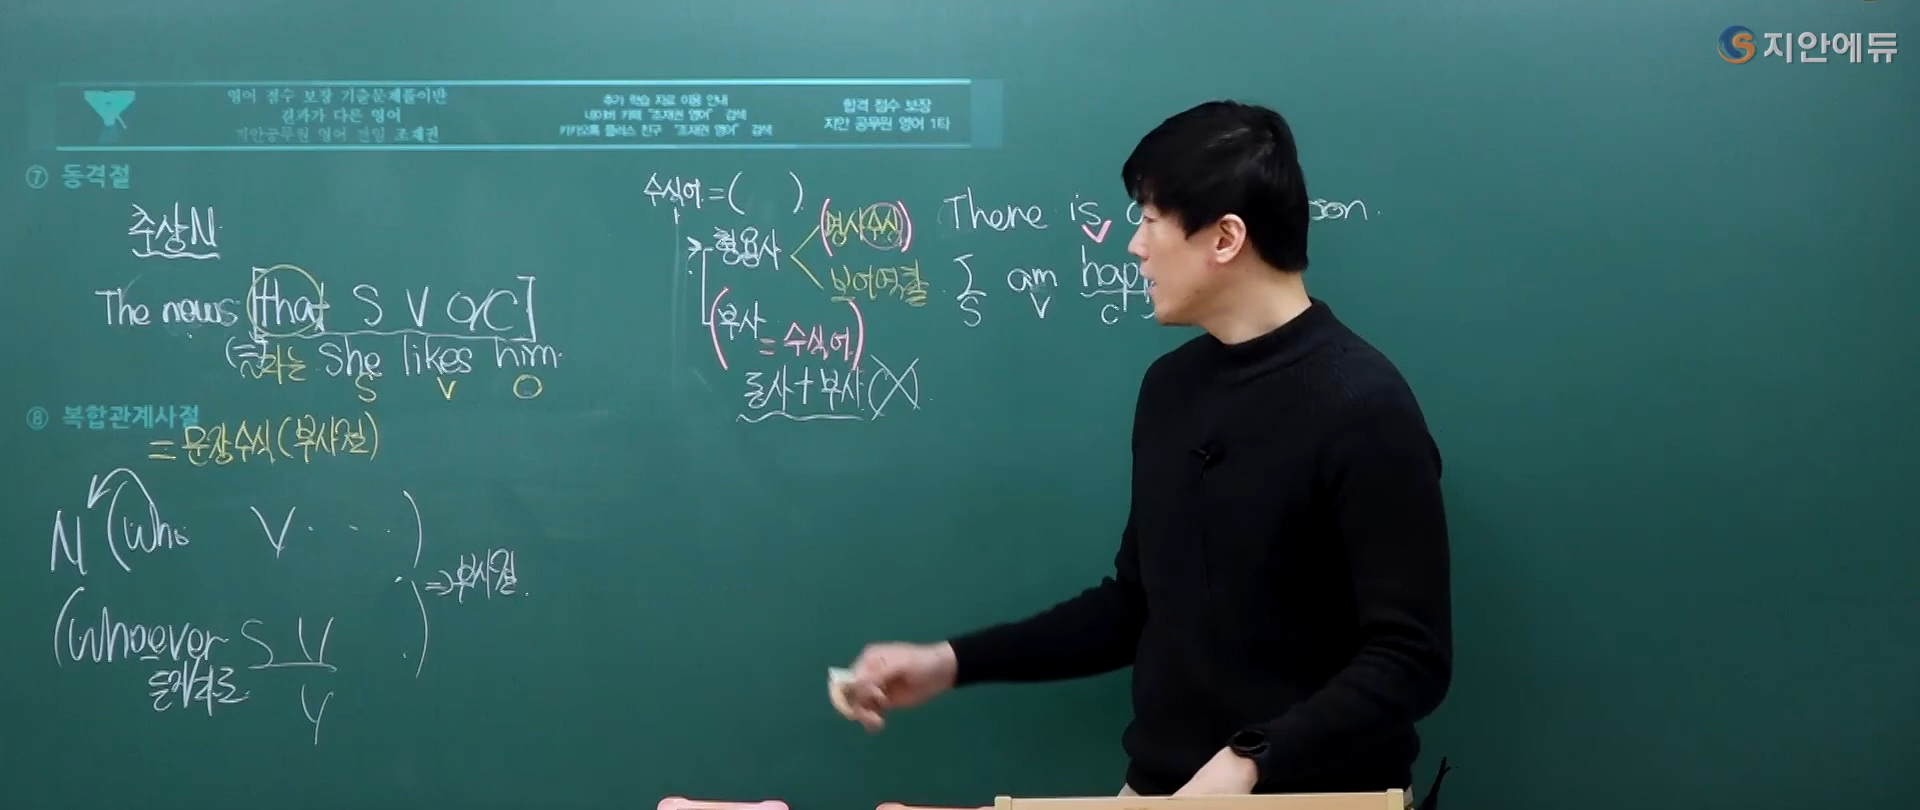 지안에듀
영어 점수 보장 기출문제풀이반
결과가 다른 영어
지안공무원 영어 전임 조재권
추가 학습 자료 이용 안내
네이버 카페 "조재권 영어" 검색
카카오톡 플러스 친구 "조재권 영어" 검색
합격 점수 보장
지안 공무원 영어 1타
⑦ 동격절
추상N
The news [that S V O/C]
라는 She likes him.
S V O
⑧ 복합관계사절
= 문장수식 (부사절)
N (Who V · · · )
(Whoever S V · )
V
⇒ 부사절.
수식어 = ( )
형용사
(명사수식)
보어역할
(부사
= 수식어)
동사+부사 (X)
There is son.
I am hap
S V C